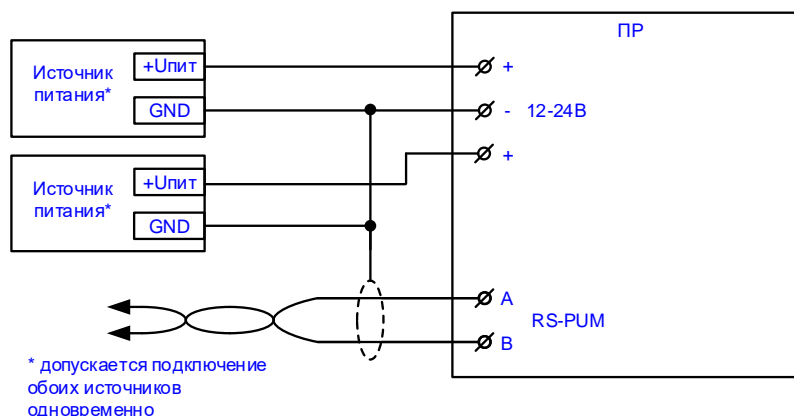 ПР
Источник
питания*
+Uпит
GND
+
- 12-24В
+
Источник
питания*
+Uпит
GND
A
RS-PUM
B
* допускается подключение
обоих источников
одновременно